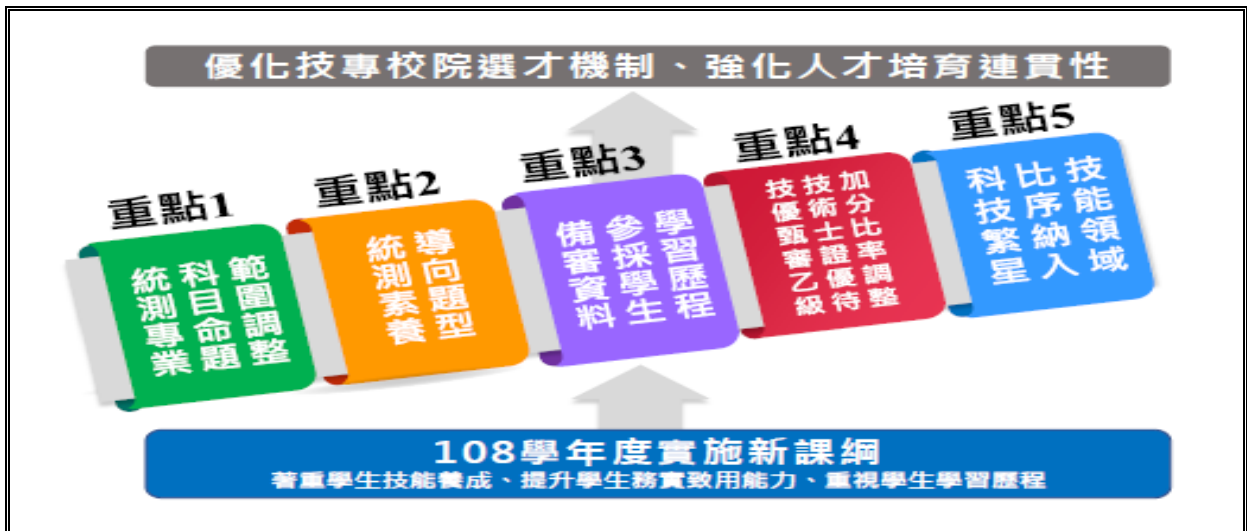 優化技專校院選才機制、強化人才培育連貫性
重點1
統測專業
科目命題
範圍調整
重點2
統測素養
導向題型
重點3
備審資料
參採學生
學習歷程
重點4
技優甄審乙級
技術士證優待
加分比率調整
重點5
科技繁星
比序納入
技能領域
108學年度實施新課綱
著重學生技能養成、提升學生務實致用能力、重視學生學習歷程